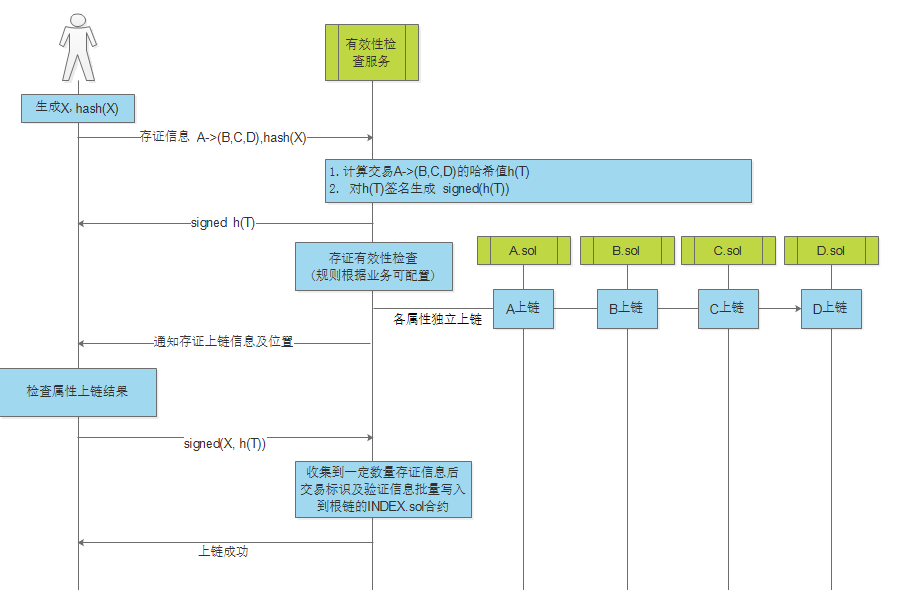 有效性检
查服务
生成X, hash(X)
存证信息 A->(B,C,D),hash(X)
1. 计算交易A->(B,C,D)的哈希值h(T)
2. 对h(T)签名生成 signed(h(T))
signed h(T)
存证有效性检查
(规则根据业务可配置)
A.sol
B.sol
C.sol
D.sol
A上链
B上链
C上链
D上链
各属性独立上链
通知存证上链信息及位置
检查属性上链结果
signed(X, h(T))
收集到一定数量存证信息后
交易标识及验证信息批量写入
到根链的INDEX.sol合约
上链成功